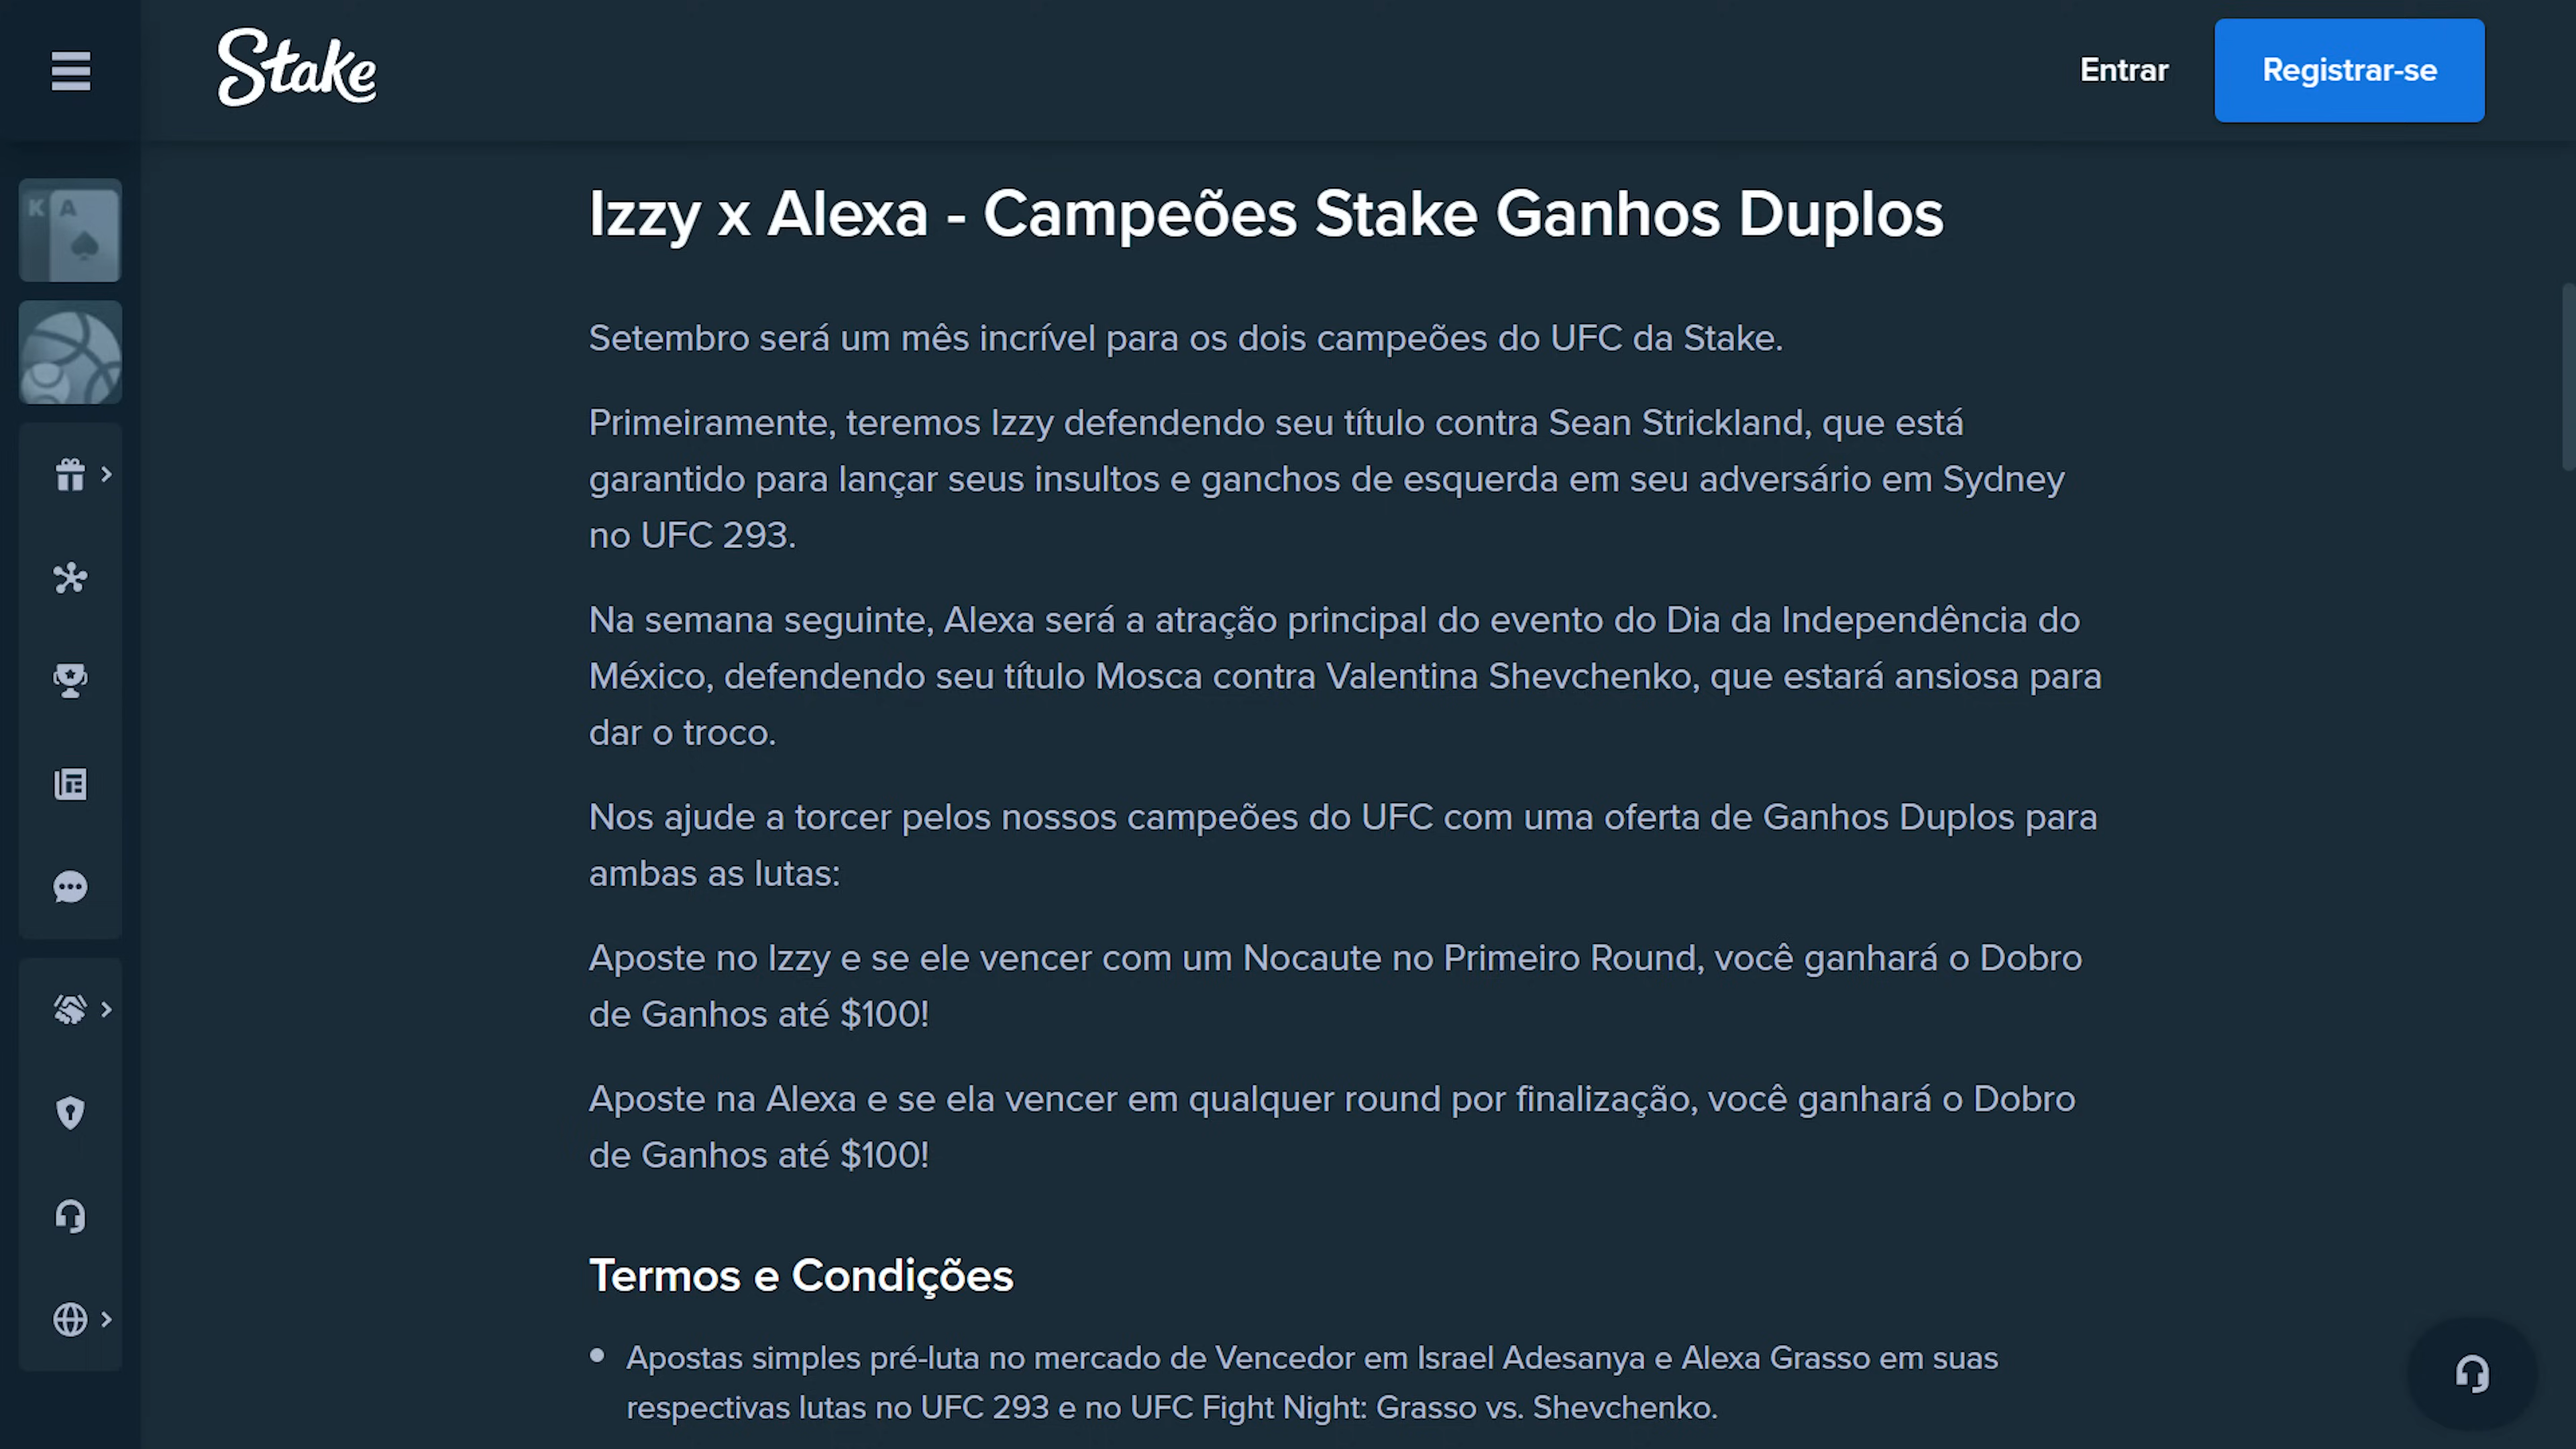 Stake
Entrar
Registrar-se
K A
Izzy x Alexa - Campeões Stake Ganhos Duplos
Setembro será um mês incrível para os dois campeões do UFC da Stake.
Primeiramente, teremos Izzy defendendo seu título contra Sean Strickland, que está
garantido para lançar seus insultos e ganchos de esquerda em seu adversário em Sydney
no UFC 293.
Na semana seguinte, Alexa será a atração principal do evento do Dia da Independência do
México, defendendo seu título Mosca contra Valentina Shevchenko, que estará ansiosa para
dar o troco.
Nos ajude a torcer pelos nossos campeões do UFC com uma oferta de Ganhos Duplos para
ambas as lutas:
Aposte no Izzy e se ele vencer com um Nocaute no Primeiro Round, você ganhará o Dobro
de Ganhos até $100!
Aposte na Alexa e se ela vencer em qualquer round por finalização, você ganhará o Dobro
de Ganhos até $100!
Termos e Condições
• Apostas simples pré-luta no mercado de Vencedor em Israel Adesanya e Alexa Grasso em suas
respectivas lutas no UFC 293 e no UFC Fight Night: Grasso vs. Shevchenko.